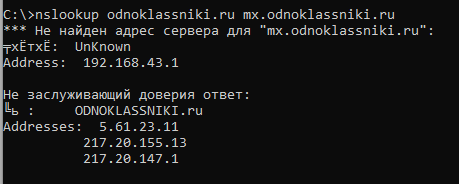 C:\>nslookup odnoklassniki.ru mx.odnoklassniki.ru
*** Не найден адрес сервера для "mx.odnoklassniki.ru":
╤хЁтхЁ:  UnKnown
Address:  192.168.43.1

Не заслуживающий доверия ответ:
╚ь :     ODNOKLASSNIKI.ru
Addresses:  5.61.23.11
          217.20.155.13
          217.20.147.1